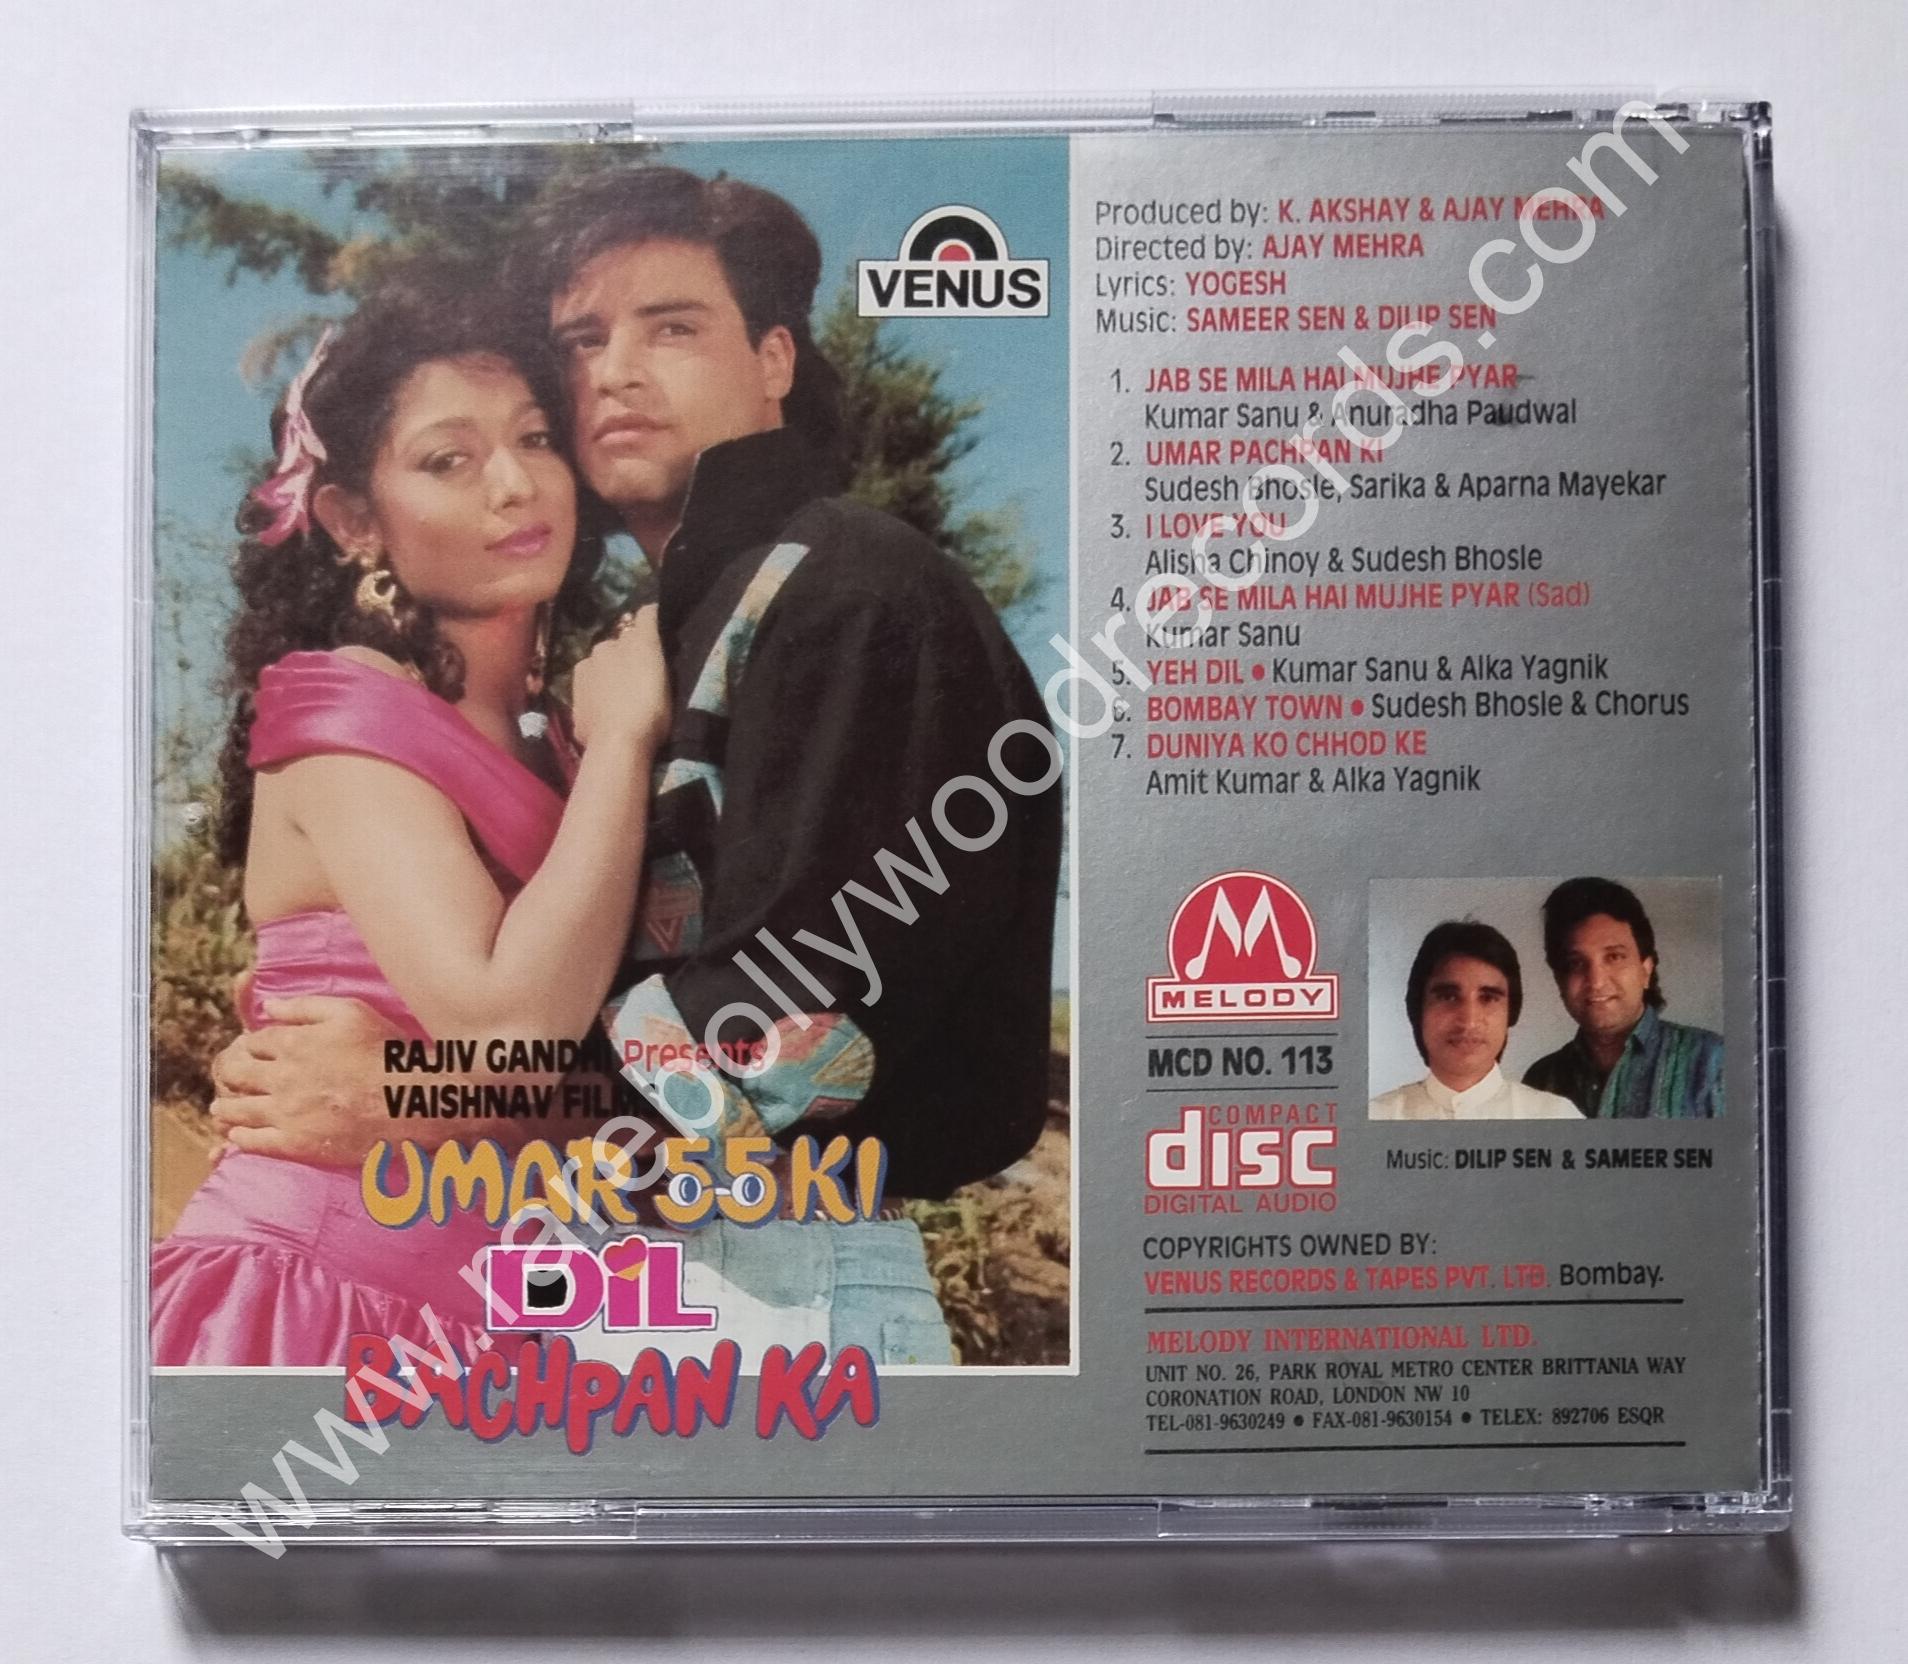 VENUS
RAJIV GANDHI Presents
VAISHNAV FILMS
UMAR 55 KI
DiL
BACHPAN KA
Produced by: K. AKSHAY & AJAY MEHRA
Directed by: AJAY MEHRA
Lyrics: YOGESH
Music: SAMEER SEN & DILIP SEN
1. JAB SE MILA HAI MUJHE PYAR
Kumar Sanu & Anuradha Paudwal
2. UMAR PACHPAN KI
Sudesh Bhosle, Sarika & Aparna Mayekar
3. I LOVE YOU
Alisha Chinoy & Sudesh Bhosle
4. JAB SE MILA HAI MUJHE PYAR (Sad)
Kumar Sanu
5. YEH DIL • Kumar Sanu & Alka Yagnik
6. BOMBAY TOWN • Sudesh Bhosle & Chorus
7. DUNIYA KO CHHOD KE
Amit Kumar & Alka Yagnik
M
MELODY
MCD NO. 113
COMPACT
disc
DIGITAL AUDIO
Music: DILIP SEN & SAMEER SEN
COPYRIGHTS OWNED BY:
VENUS RECORDS & TAPES PVT. LTD. Bombay.
MELODY INTERNATIONAL LTD.
UNIT NO. 26, PARK ROYAL METRO CENTER BRITTANIA WAY
CORONATION ROAD, LONDON NW 10
TEL-081-9630249 • FAX-081-9630154 • TELEX: 892706 ESQR
www.rarebollywoodrecords.com